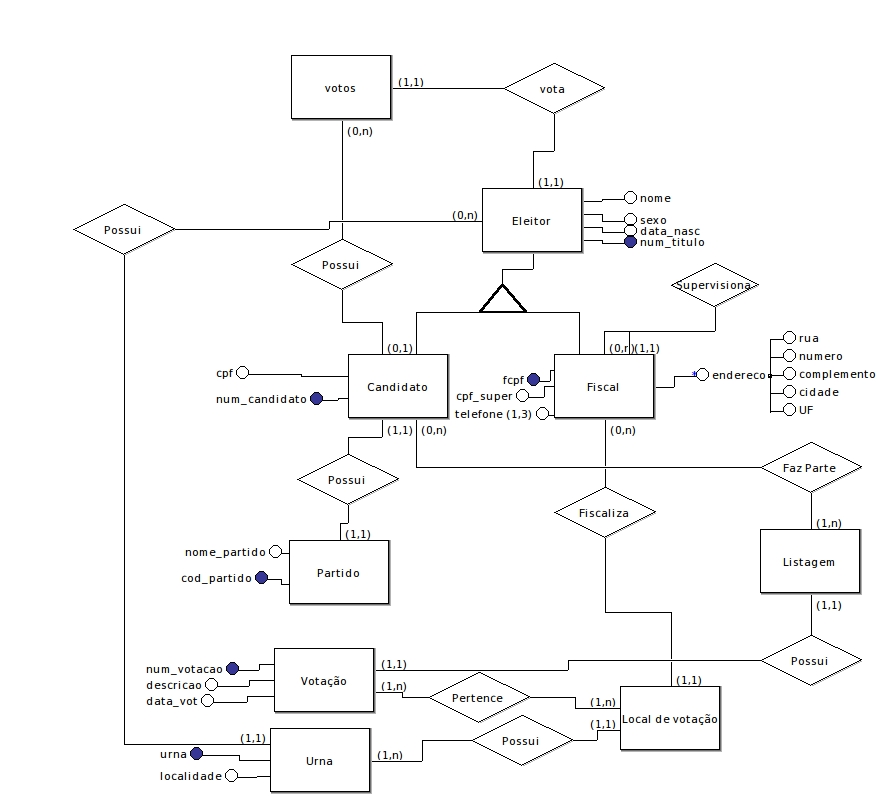 votos
(1,1)
vota
(0,n)
(1,1)
Eleitor
nome
sexo
data_nasc
num_titulo
(0,n)
Possui
Possui
Supervisiona
(0,1)
Candidato
cpf
num_candidato
(0,n)
(1,1)
Fiscal
fcpf
cpf_super
telefone (1,3)
*
endereco
rua
numero
complemento
cidade
UF
(1,1)
(0,n)
(0,n)
Possui
Faz Parte
Fiscaliza
(1,n)
(1,1)
Partido
nome_partido
cod_partido
Listagem
(1,1)
Possui
num_votacao
descricao
data_vot
Votação
(1,1)
(1,n)
Pertence
(1,n)
(1,1)
(1,1)
Local de votação
Possui
(1,1)
urna
localidade
Urna
(1,n)